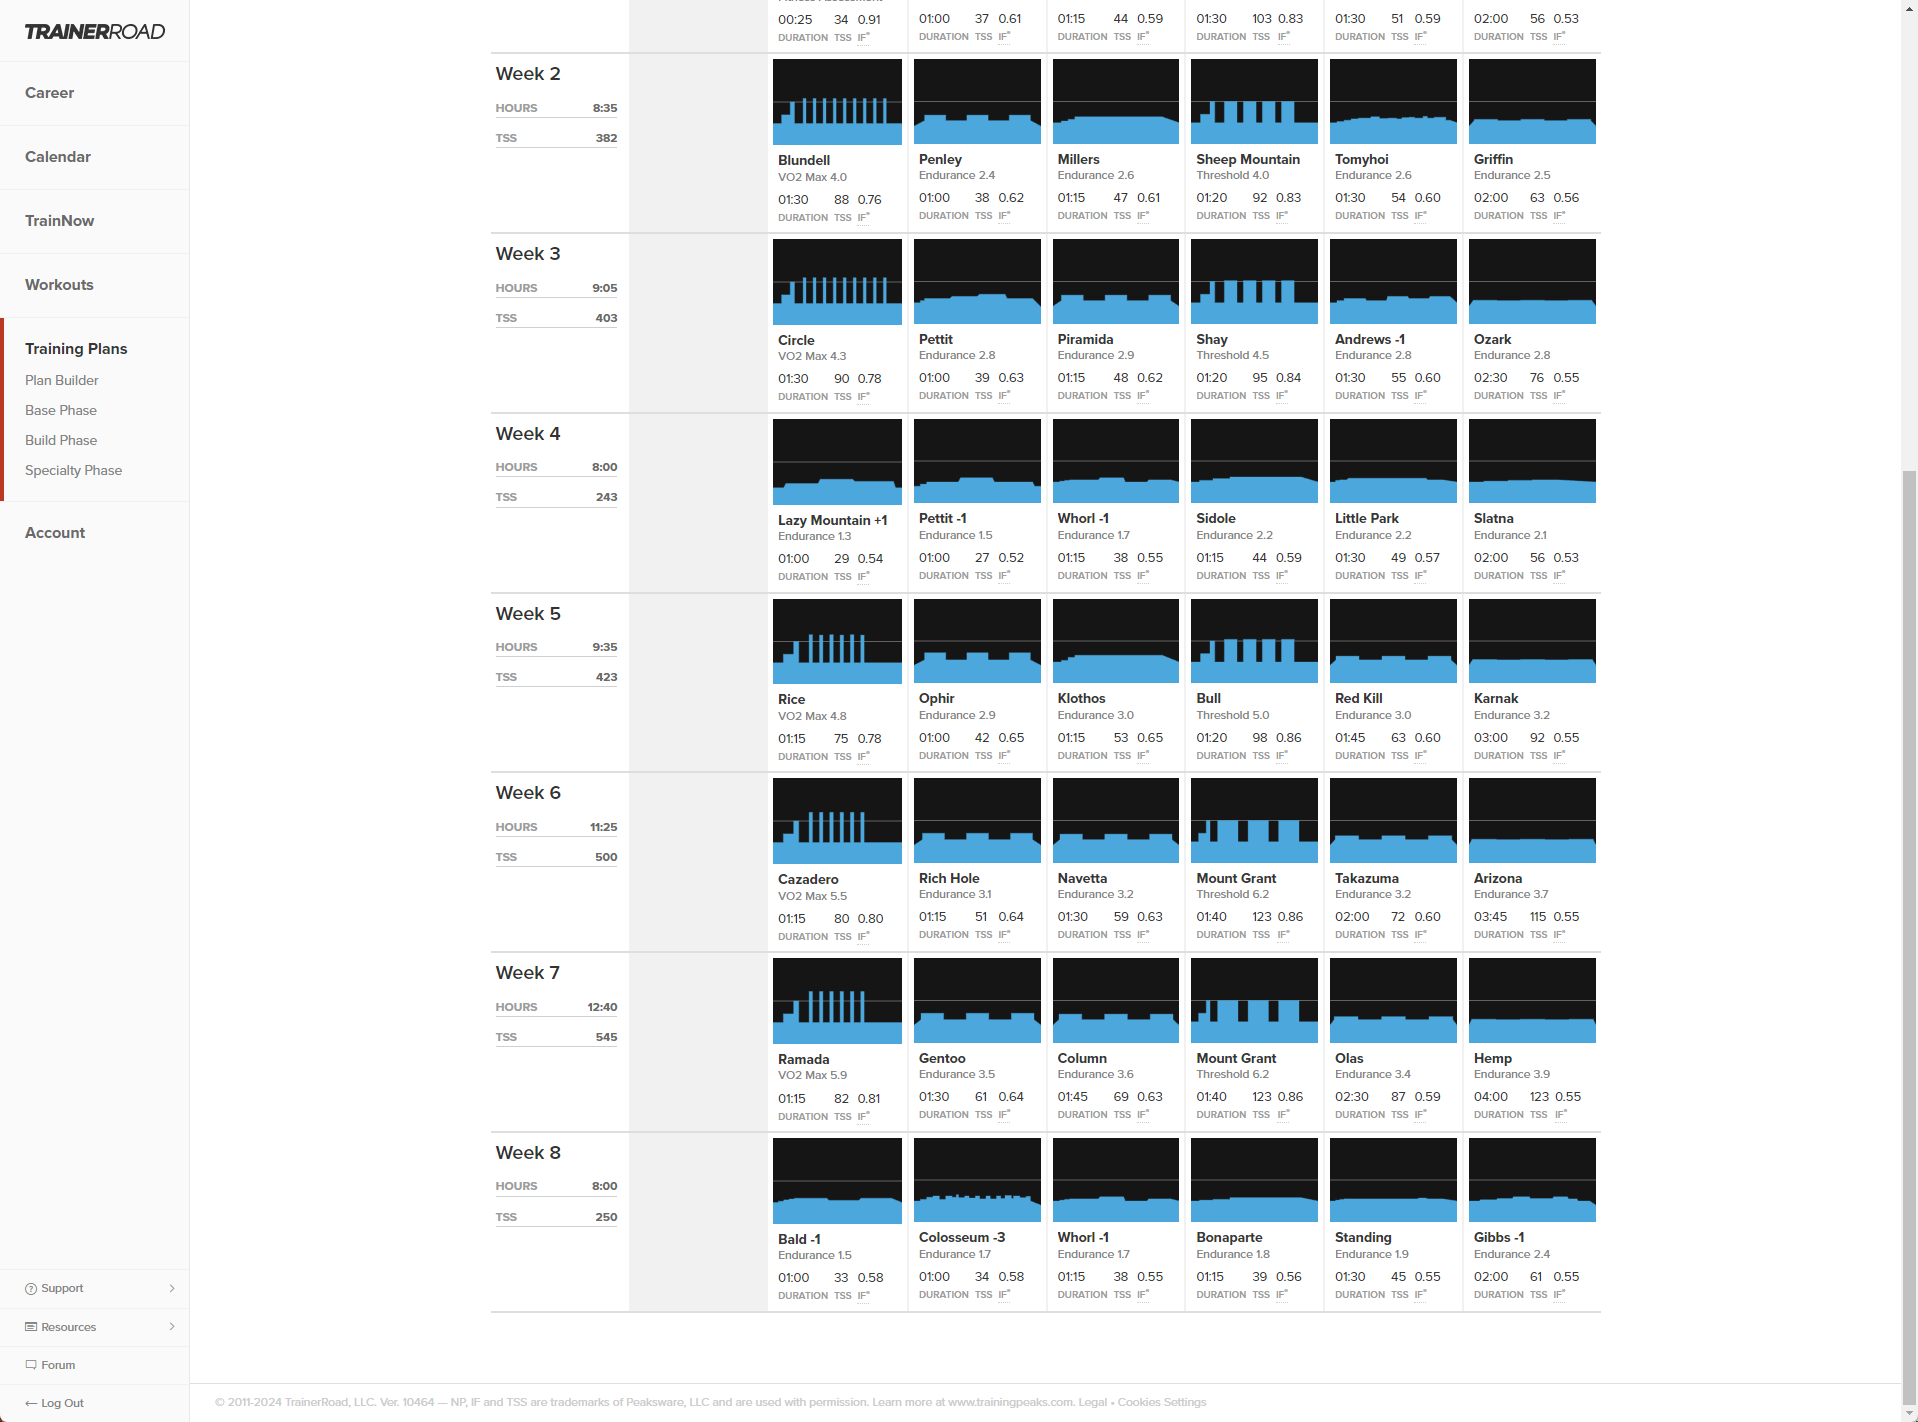 TRAINERROAD
Career
Calendar
TrainNow
Workouts
Training Plans
Plan Builder
Base Phase
Build Phase
Specialty Phase
Account
Support
Resources
Forum
Log Out
00:25 34 0.91 01:00 37 0.61 01:15 44 0.59 01:30 103 0.83 01:30 51 0.59 02:00 56 0.53
DURATION TSS IF* DURATION TSS IF* DURATION TSS IF* DURATION TSS IF* DURATION TSS IF* DURATION TSS IF*
Week 2
HOURS 8:35
TSS 382
Blundell Penley Millers Sheep Mountain Tomyhoi Griffin
VO2 Max 4.0 Endurance 2.4 Endurance 2.6 Threshold 4.0 Endurance 2.6 Endurance 2.5
01:30 88 0.76 01:00 38 0.62 01:15 47 0.61 01:20 92 0.83 01:30 54 0.60 02:00 63 0.56
DURATION TSS IF* DURATION TSS IF* DURATION TSS IF* DURATION TSS IF* DURATION TSS IF* DURATION TSS IF*
Week 3
HOURS 9:05
TSS 403
Circle Pettit Piramida Shay Andrews -1 Ozark
VO2 Max 4.3 Endurance 2.8 Endurance 2.9 Threshold 4.5 Endurance 2.8 Endurance 2.8
01:30 90 0.78 01:00 39 0.63 01:15 48 0.62 01:20 95 0.84 01:30 55 0.60 02:30 76 0.55
DURATION TSS IF* DURATION TSS IF* DURATION TSS IF* DURATION TSS IF* DURATION TSS IF* DURATION TSS IF*
Week 4
HOURS 8:00
TSS 243
Lazy Mountain +1 Pettit -1 Whorl -1 Sidole Little Park Slatna
Endurance 1.3 Endurance 1.5 Endurance 1.7 Endurance 2.2 Endurance 2.2 Endurance 2.1
01:00 29 0.54 01:00 27 0.52 01:15 38 0.55 01:15 44 0.59 01:30 49 0.57 02:00 56 0.53
DURATION TSS IF* DURATION TSS IF* DURATION TSS IF* DURATION TSS IF* DURATION TSS IF* DURATION TSS IF*
Week 5
HOURS 9:35
TSS 423
Rice Ophir Klothos Bull Red Kill Karnak
VO2 Max 4.8 Endurance 2.9 Endurance 3.0 Threshold 5.0 Endurance 3.0 Endurance 3.2
01:15 75 0.78 01:00 42 0.65 01:15 53 0.65 01:20 98 0.86 01:45 63 0.60 03:00 92 0.55
DURATION TSS IF* DURATION TSS IF* DURATION TSS IF* DURATION TSS IF* DURATION TSS IF* DURATION TSS IF*
Week 6
HOURS 11:25
TSS 500
Cazadero Rich Hole Navetta Mount Grant Takazuma Arizona
VO2 Max 5.5 Endurance 3.1 Endurance 3.2 Threshold 6.2 Endurance 3.2 Endurance 3.7
01:15 80 0.80 01:15 51 0.64 01:30 59 0.63 01:40 123 0.86 02:00 72 0.60 03:45 115 0.55
DURATION TSS IF* DURATION TSS IF* DURATION TSS IF* DURATION TSS IF* DURATION TSS IF* DURATION TSS IF*
Week 7
HOURS 12:40
TSS 545
Ramada Gentoo Column Mount Grant Olas Hemp
VO2 Max 5.9 Endurance 3.5 Endurance 3.6 Threshold 6.2 Endurance 3.4 Endurance 3.9
01:15 82 0.81 01:30 61 0.64 01:45 69 0.63 01:40 123 0.86 02:30 87 0.59 04:00 123 0.55
DURATION TSS IF* DURATION TSS IF* DURATION TSS IF* DURATION TSS IF* DURATION TSS IF* DURATION TSS IF*
Week 8
HOURS 8:00
TSS 250
Bald -1 Colosseum -3 Whorl -1 Bonaparte Standing Gibbs -1
Endurance 1.5 Endurance 1.7 Endurance 1.7 Endurance 1.8 Endurance 1.9 Endurance 2.4
01:00 33 0.58 01:00 34 0.58 01:15 38 0.55 01:15 39 0.56 01:30 45 0.55 02:00 61 0.55
DURATION TSS IF* DURATION TSS IF* DURATION TSS IF* DURATION TSS IF* DURATION TSS IF* DURATION TSS IF*
© 2011-2024 TrainerRoad, LLC. Ver. 10464 — NP, IF and TSS are trademarks of Peaksware, LLC and are used with permission. Learn more at www.trainingpeaks.com. Legal • Cookies Settings